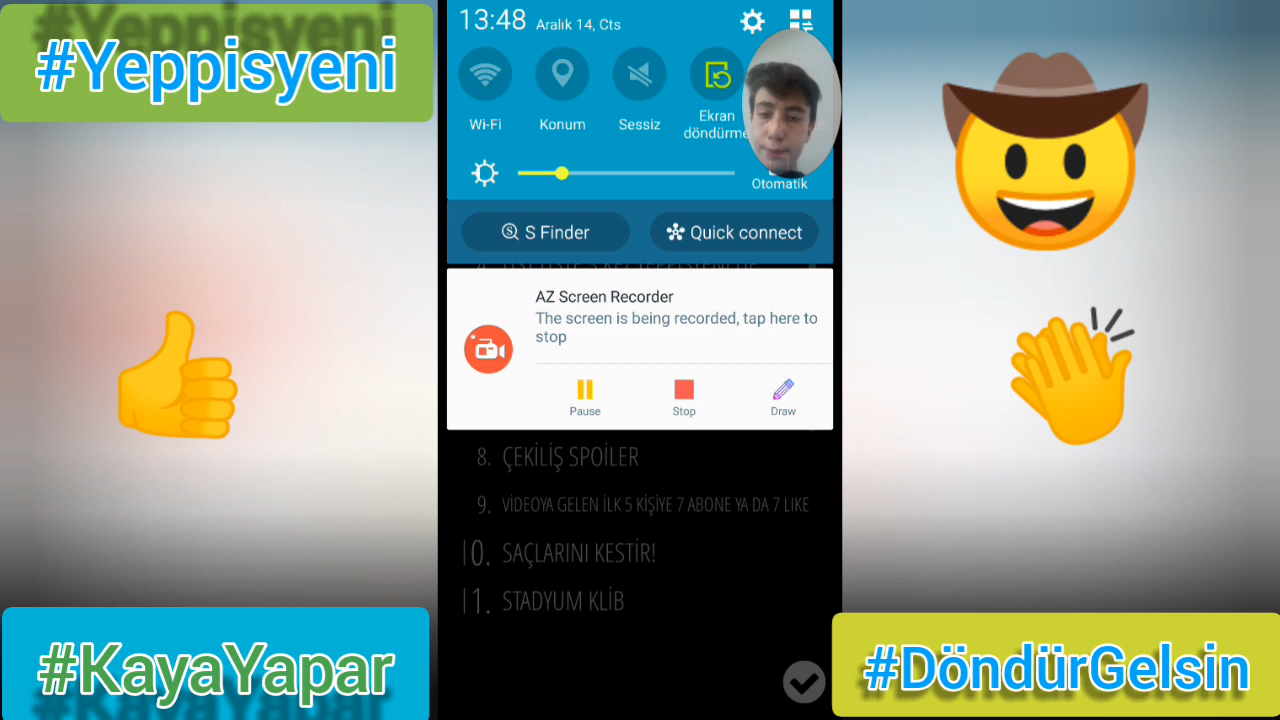 #Yeppisyeni
13:48 Aralık 14, Cts
Wi-Fi
Konum
Sessiz
Ekran
döndürme
Otomatik
S Finder
Quick connect
AZ Screen Recorder
The screen is being recorded, tap here to
stop
Pause
Stop
Draw
8. ÇEKİLİŞ SPOİLER
9. VİDEOYA GELEN İLK 5 KİŞİYE 7 ABONE YA DA 7 LIKE
10. SAÇLARINI KESTİR!
11. STADYUM KLİB
#KayaYapar
#DöndürGelsin